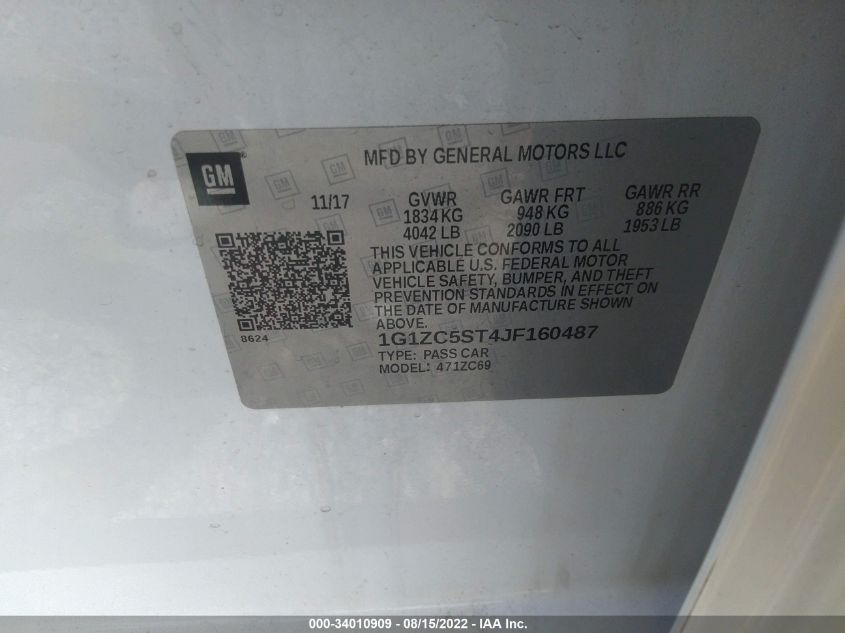 GM
MFD BY GENERAL MOTORS LLC
11/17
GVWR GAWR FRT GAWR RR
1834 KG 948 KG 886 KG
4042 LB 2090 LB 1953 LB
THIS VEHICLE CONFORMS TO ALL
APPLICABLE U.S. FEDERAL MOTOR
VEHICLE SAFETY, BUMPER, AND THEFT
PREVENTION STANDARDS IN EFFECT ON
THE DATE OF MANUFACTURE SHOWN
ABOVE.
8624
1G1ZC5ST4JF160487
TYPE: PASS CAR
MODEL: 471ZC69
000-34010909 - 08/15/2022 - IAA Inc.